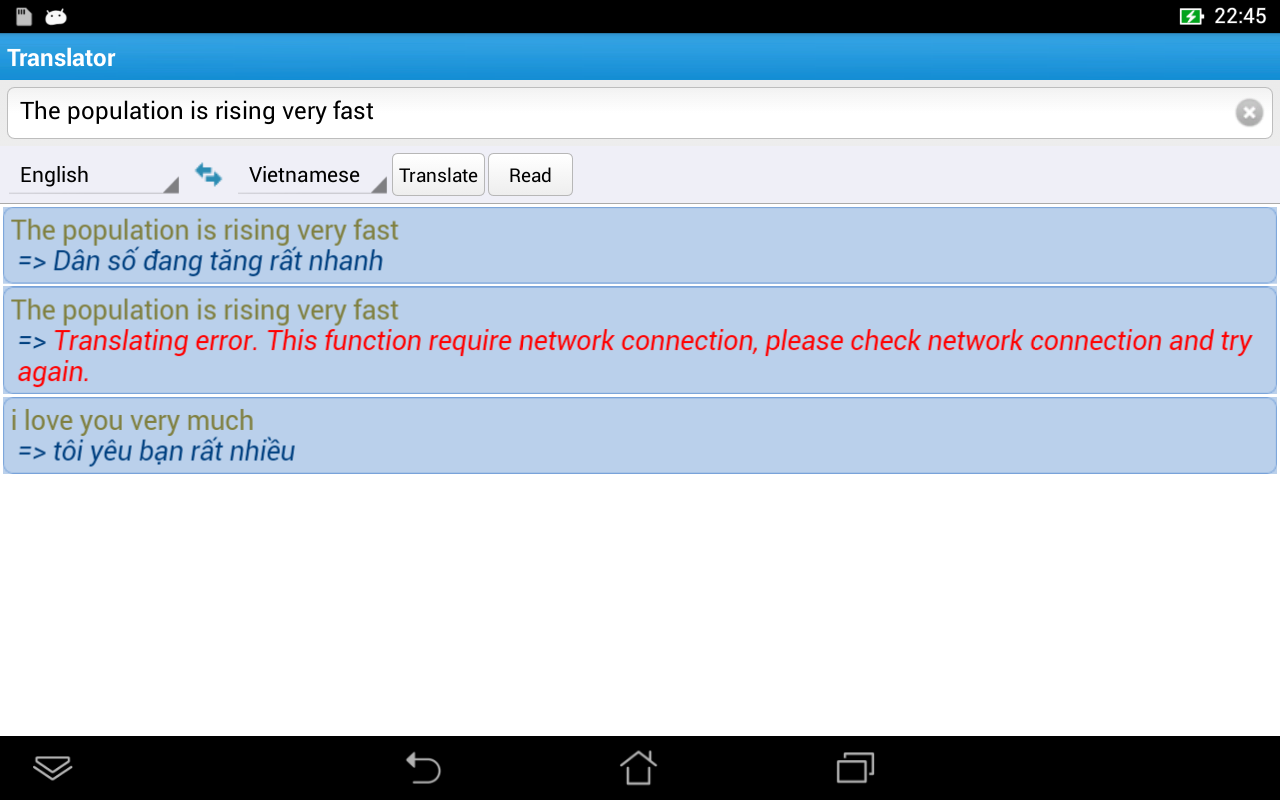 22:45
Translator
The population is rising very fast
English Vietnamese Translate Read
The population is rising very fast
=> Dân số đang tăng rất nhanh
The population is rising very fast
=> Translating error. This function require network connection, please check network connection and try
again.
i love you very much
=> tôi yêu bạn rất nhiều